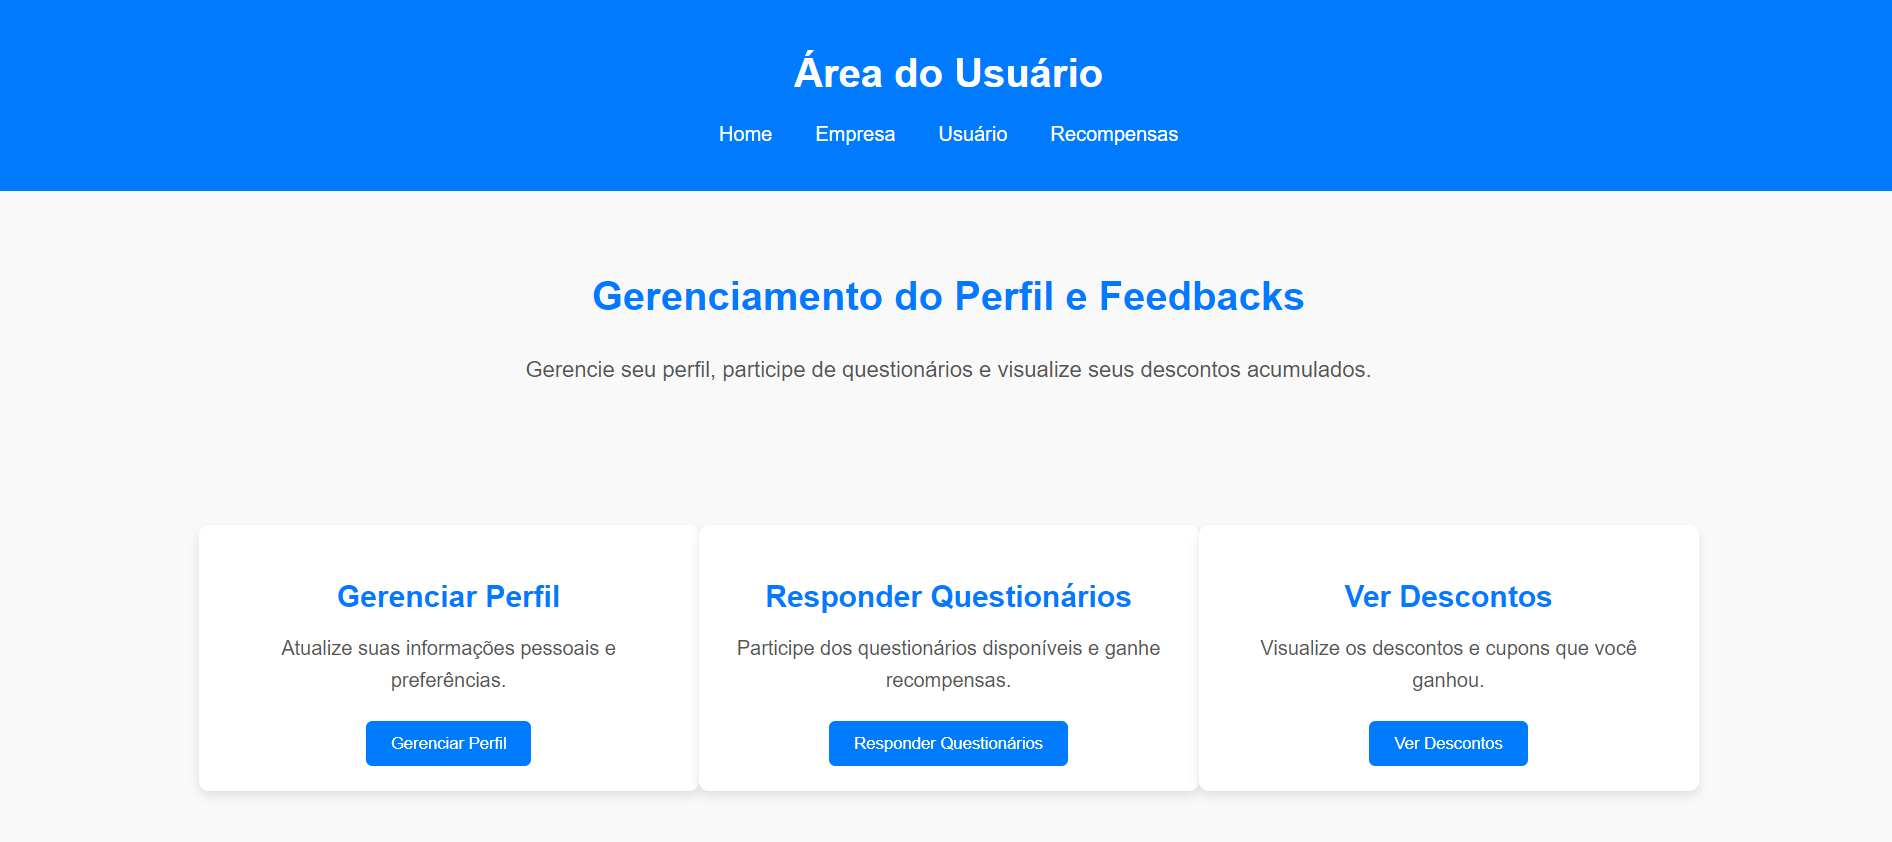 Área do Usuário
Home Empresa Usuário Recompensas
Gerenciamento do Perfil e Feedbacks
Gerencie seu perfil, participe de questionários e visualize seus descontos acumulados.
Gerenciar Perfil
Atualize suas informações pessoais e
preferências.
Gerenciar Perfil
Responder Questionários
Participe dos questionários disponíveis e ganhe
recompensas.
Responder Questionários
Ver Descontos
Visualize os descontos e cupons que você
ganhou.
Ver Descontos